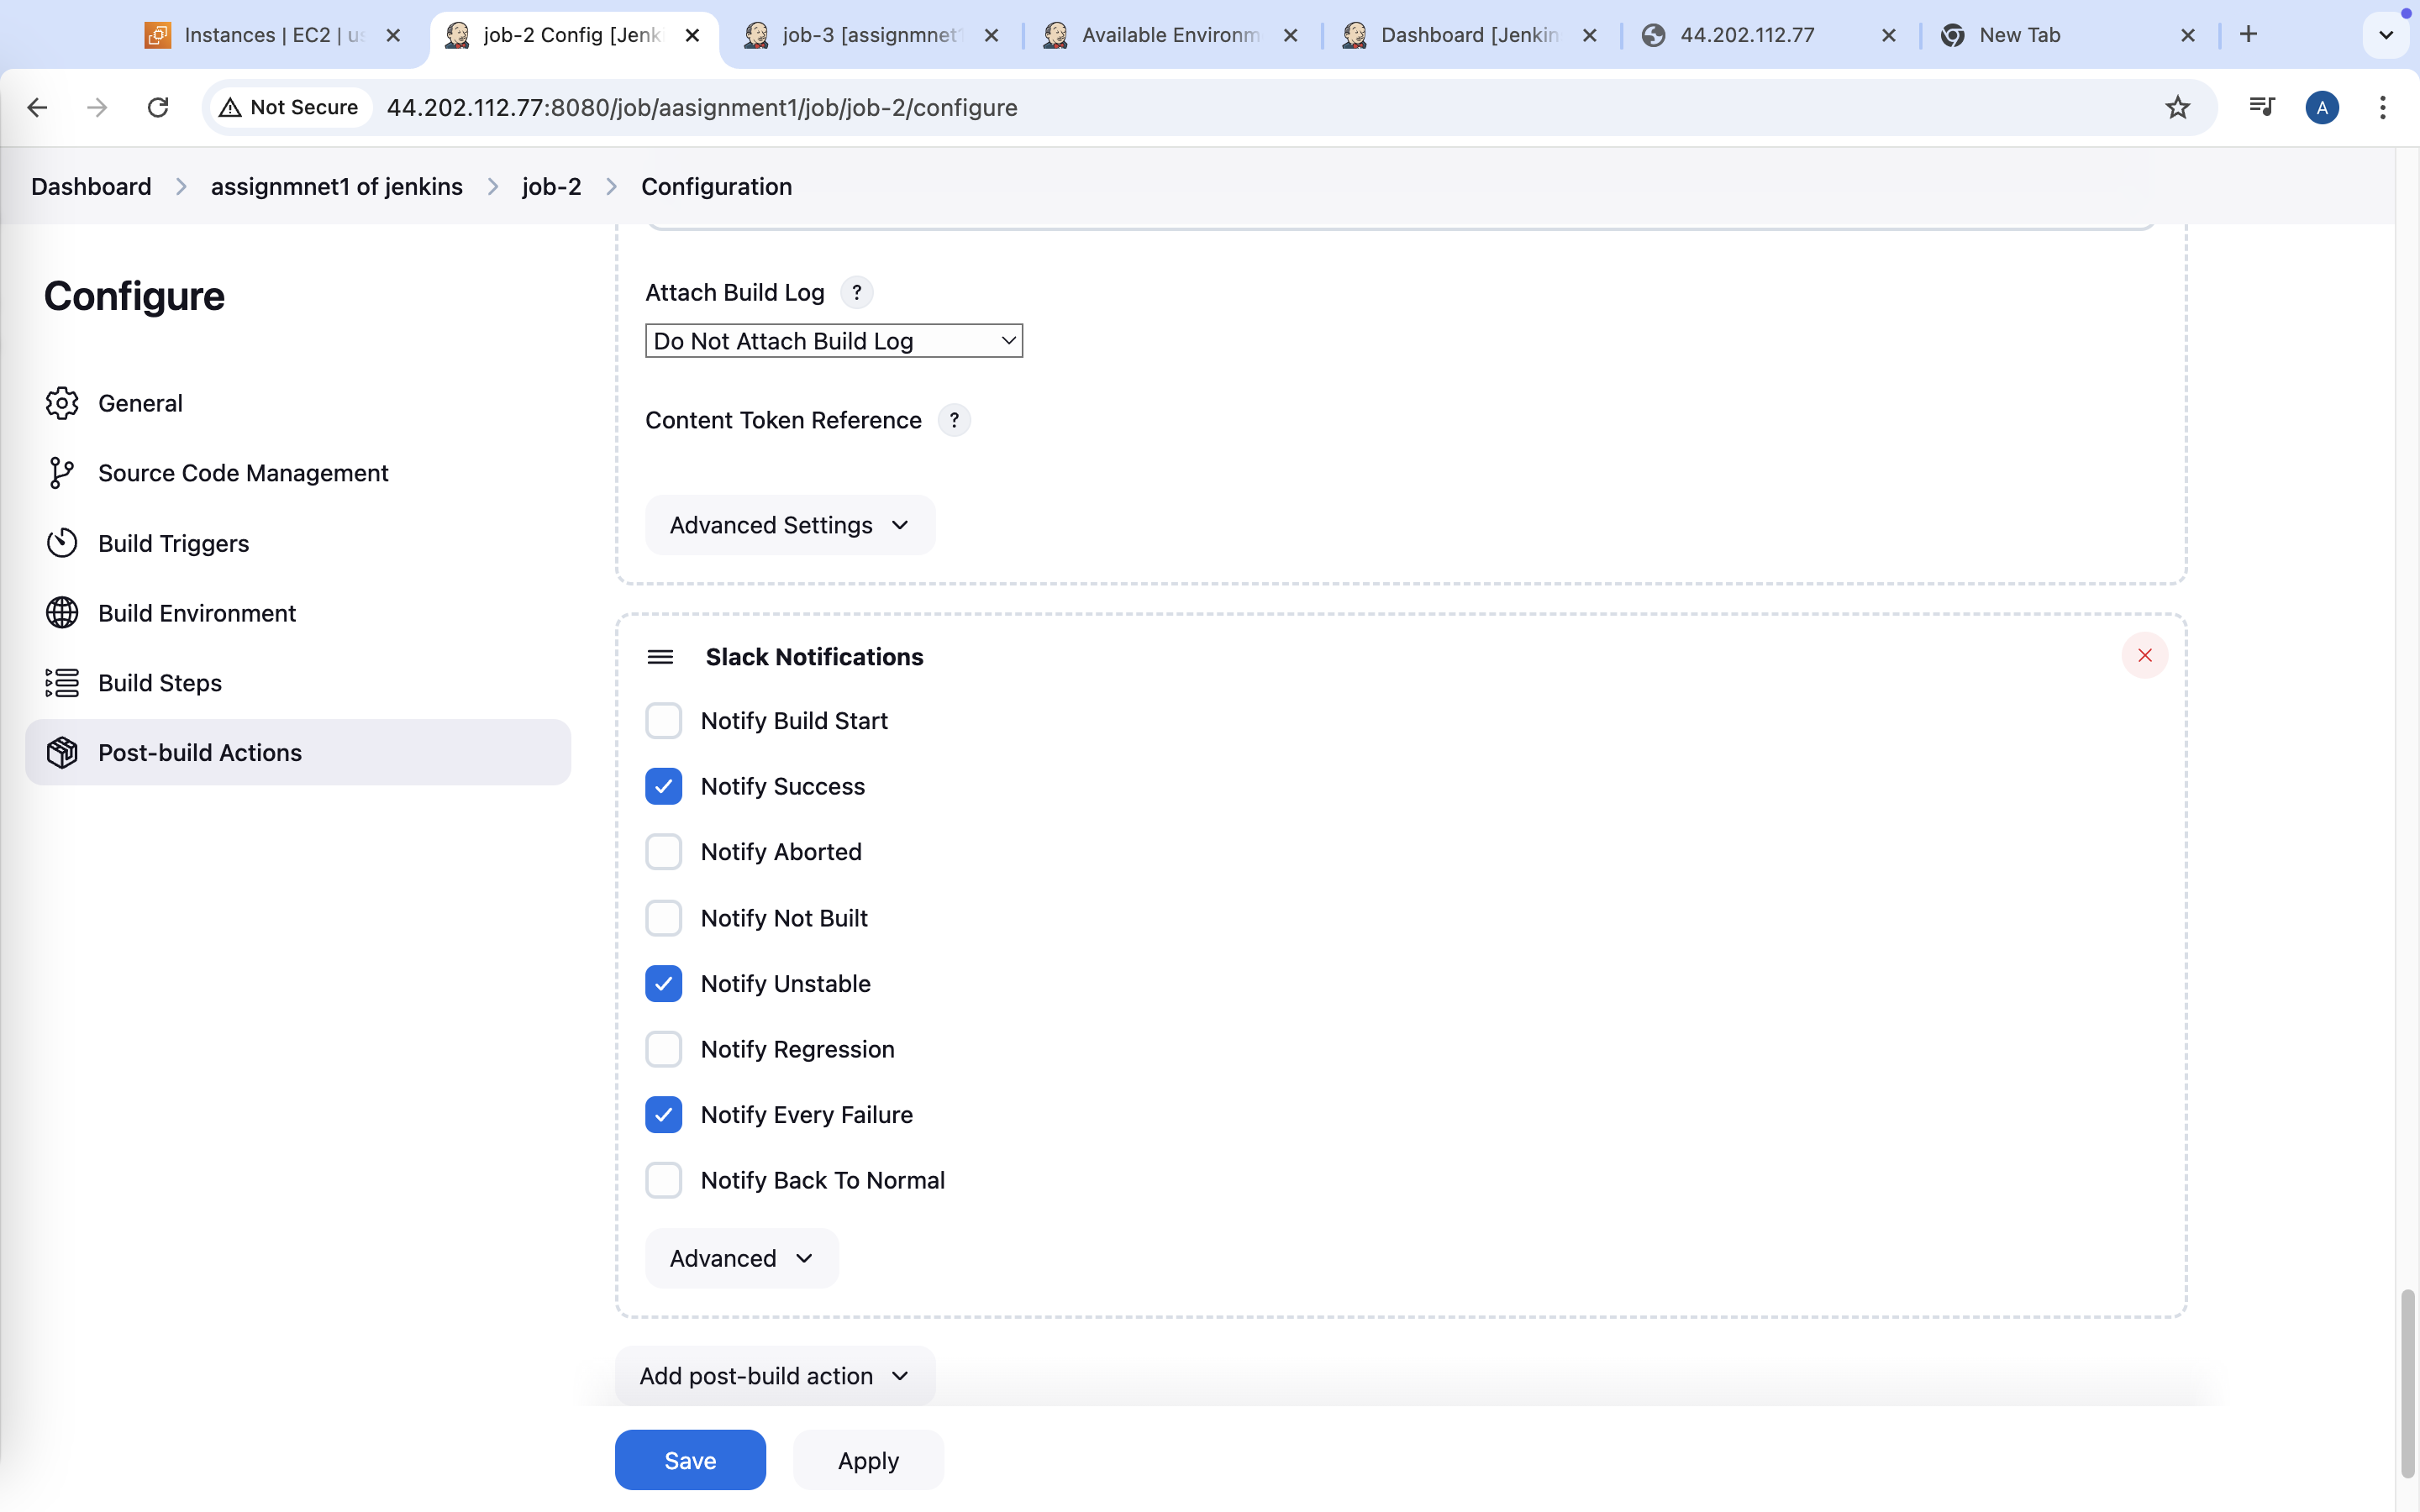 Instances | EC2 | us
job-2 Config [Jenk
job-3 [assignmnet1
Available Environm
Dashboard [Jenkin
44.202.112.77
New Tab
Not Secure
44.202.112.77:8080/job/aasignment1/job/job-2/configure
A
Dashboard > assignmnet1 of jenkins > job-2 > Configuration
Configure
General
Source Code Management
Build Triggers
Build Environment
Build Steps
Post-build Actions
Attach Build Log ?
Do Not Attach Build Log
Content Token Reference ?
Advanced Settings
Slack Notifications
Notify Build Start
Notify Success
Notify Aborted
Notify Not Built
Notify Unstable
Notify Regression
Notify Every Failure
Notify Back To Normal
Advanced
Add post-build action
Save
Apply